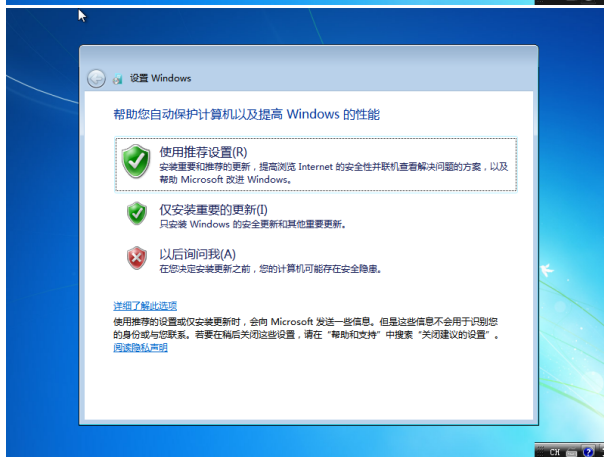 设置 Windows
帮助您自动保护计算机以及提高 Windows 的性能
使用推荐设置(R)
安装重要和推荐的更新，提高浏览 Internet 的安全性并联机查看解决问题的方案，以及
帮助 Microsoft 改进 Windows。
仅安装重要的更新(I)
只安装 Windows 的安全更新和其他重要更新。
以后询问我(A)
在您决定安装更新之前，您的计算机可能存在安全隐患。
详细了解此选项
使用推荐的设置或仅安装更新时，会向 Microsoft 发送一些信息。但是这些信息不会用于识别您
的身份或与您联系。若要在稍后关闭这些设置，请在“帮助和支持”中搜索“关闭建议的设置”。
阅读隐私声明
CH